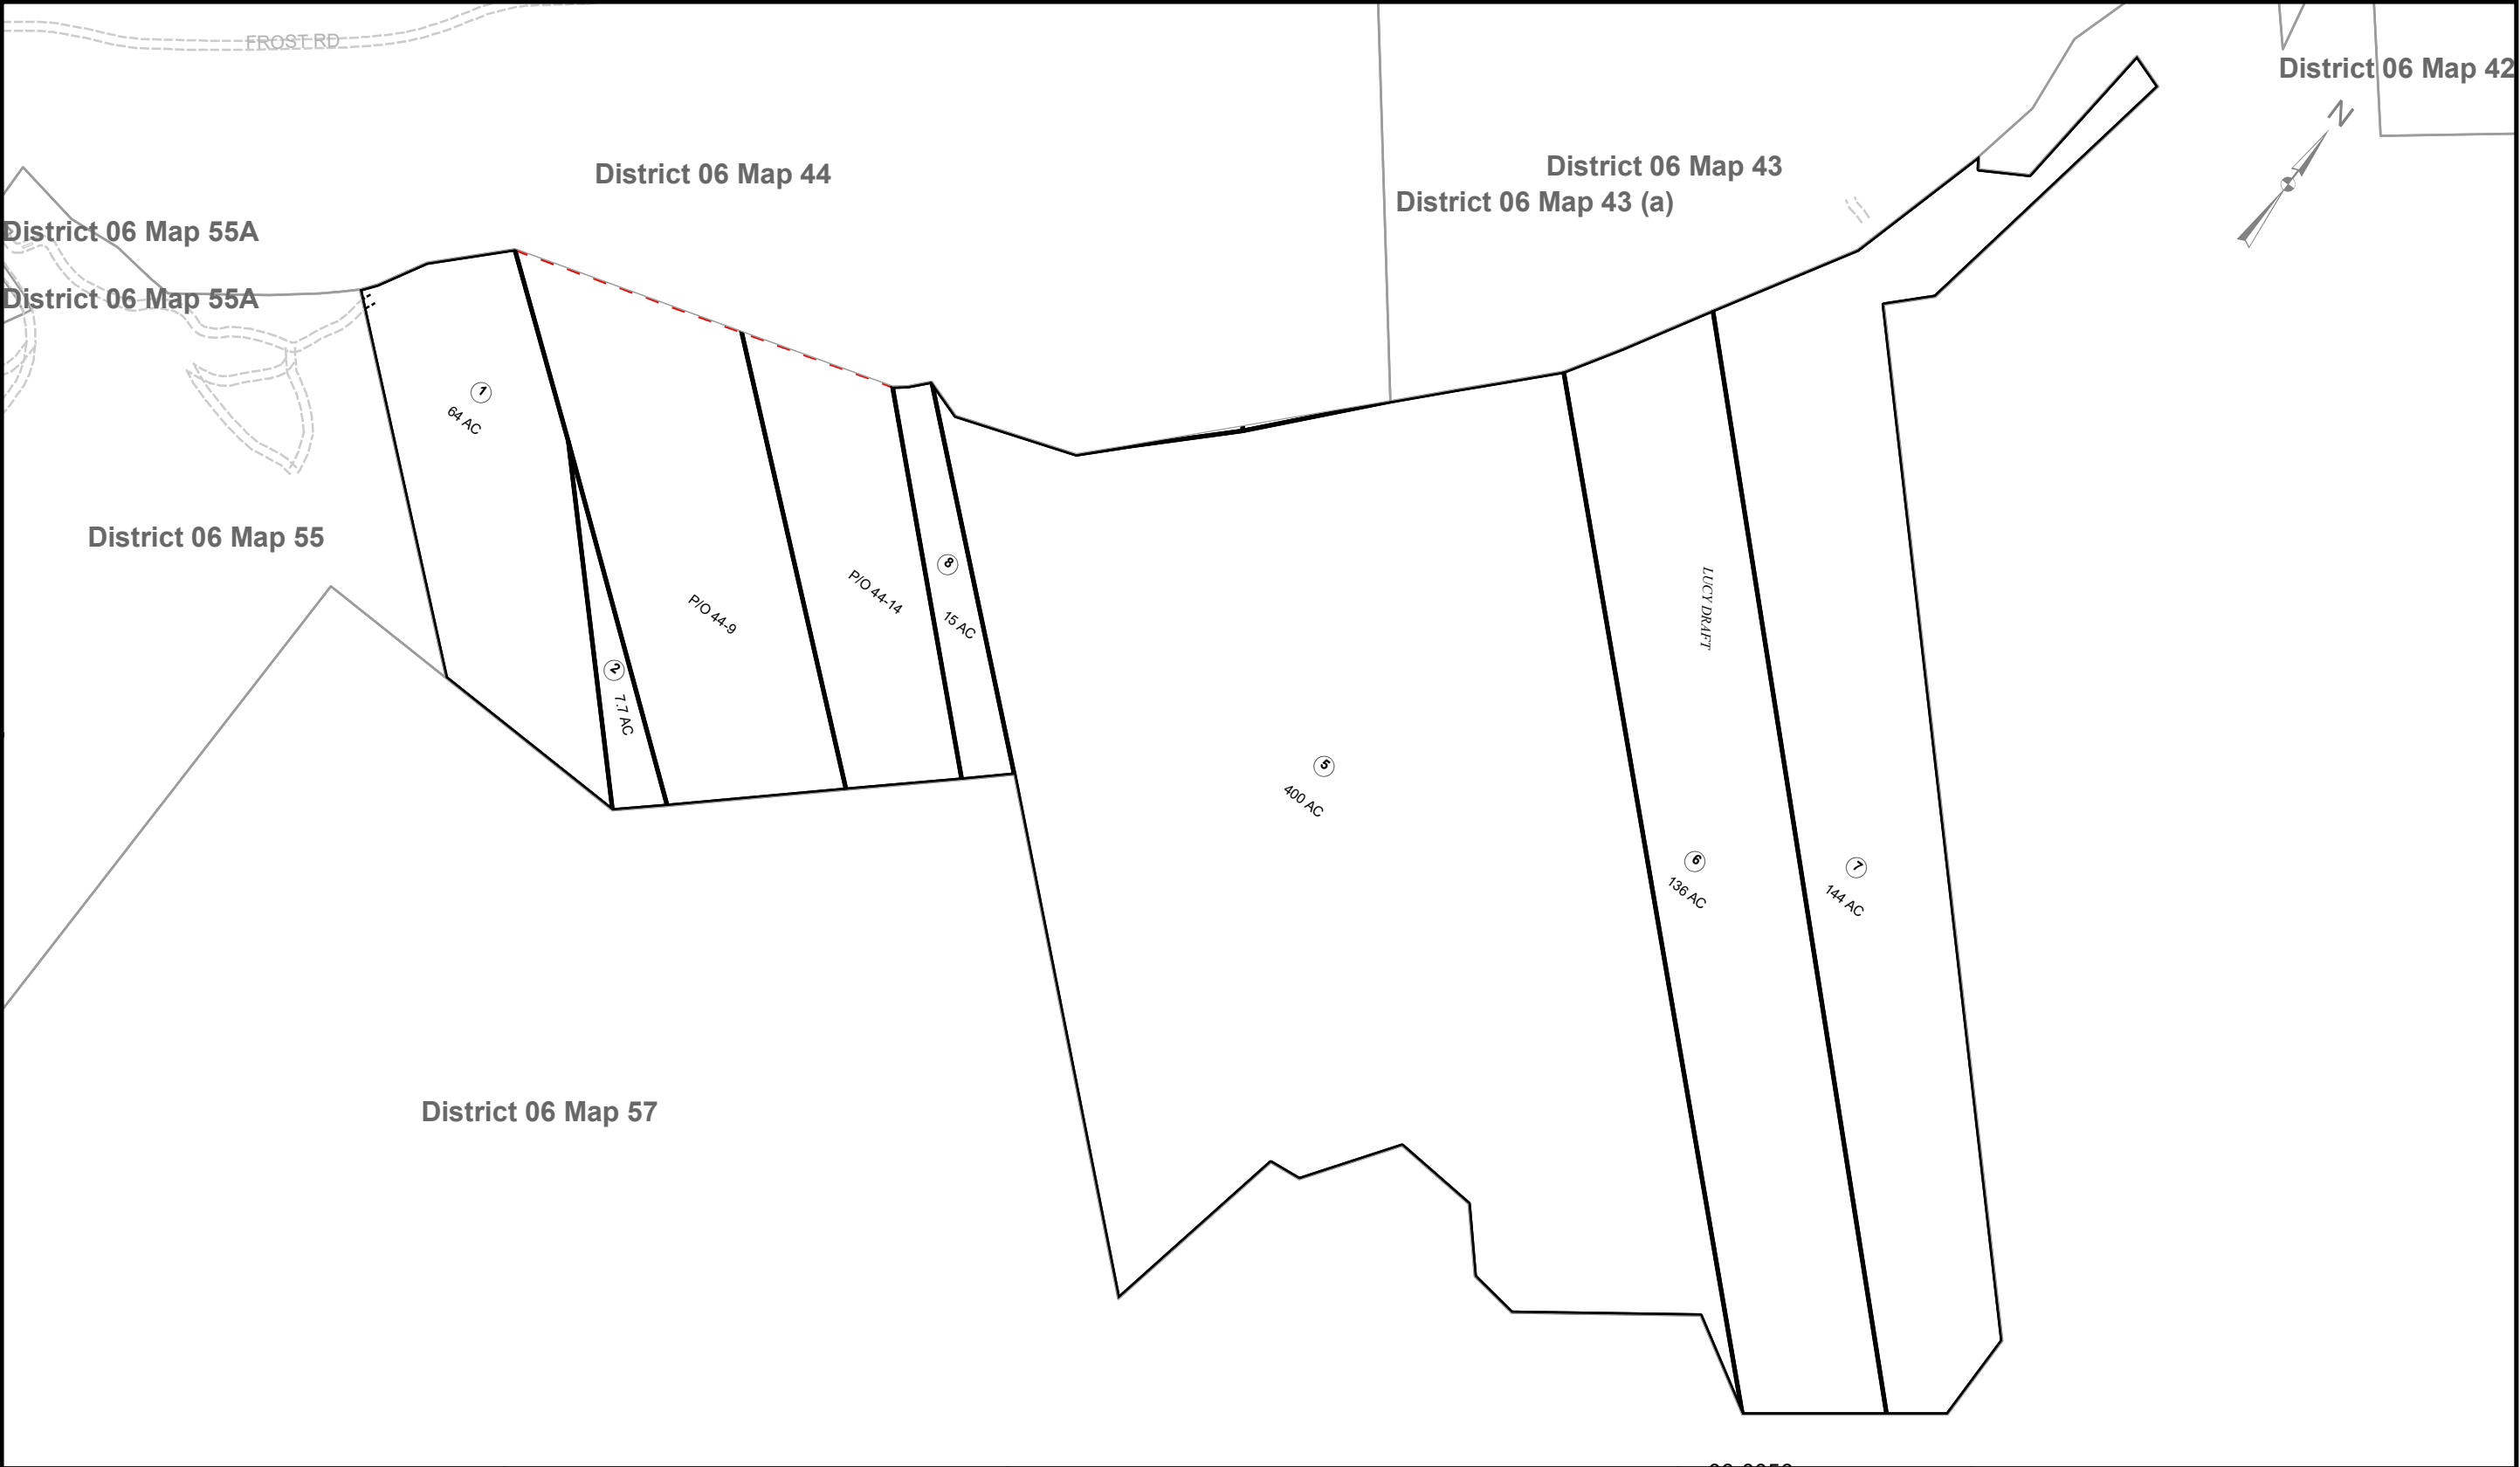 FROST RD
District 06 Map 42
N
District 06 Map 44
District 06 Map 43
District 06 Map 43 (a)
District 06 Map 55A
District 06 Map 55A
1
64 AC
District 06 Map 55
8
15 AC
P/O 44-14
P/O 44-9
LUCY DRAFT
2
7.7 AC
5
400 AC
6
136 AC
7
144 AC
District 06 Map 57